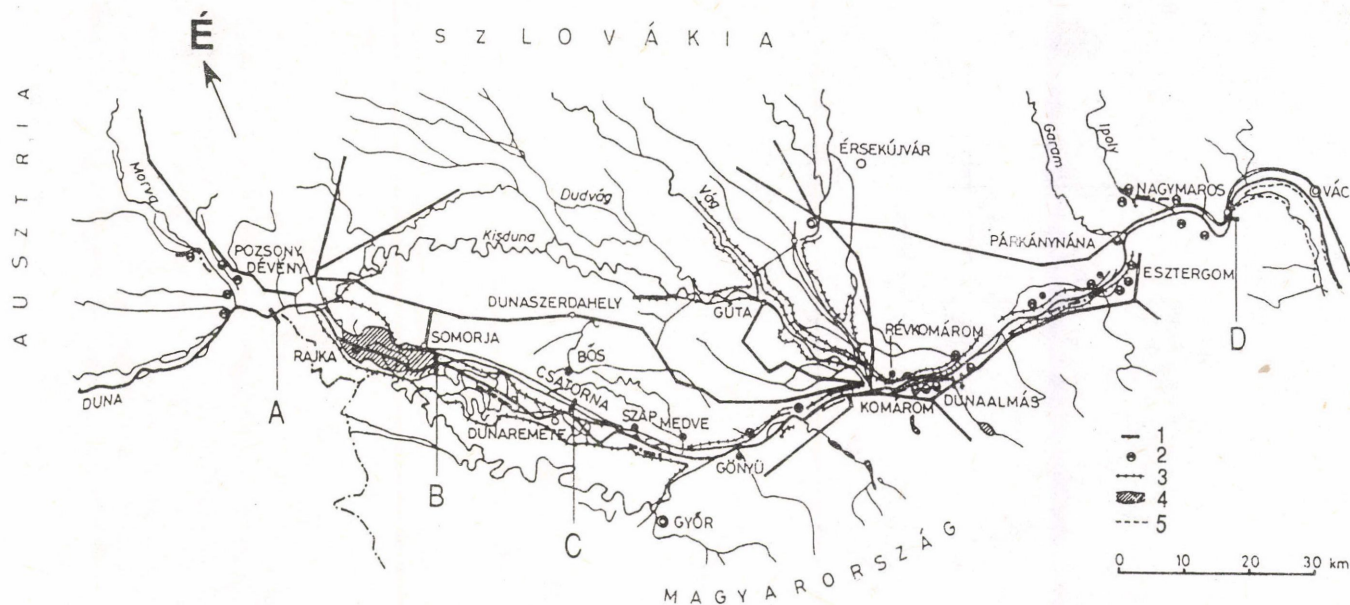 SZLOVÁKIA
É
AUSZTRIA
Morva
Dudvág
Kisduna
Vág
ÉRSEKÚJVÁR
Garam
Ipoly
NAGYMAROS
VÁC
POZSONY
DÉVÉNY
PÁRKÁNYNÁNA
ESZTERGOM
DUNASZERDAHELY
GÚTA
SOMORJA
RÉVKOMÁROM
D
RAJKA
BŐS
CSATORNA
DUNA
A
KOMÁROM
DUNAALMÁS
SZAP
MEDVE
DUNAREMETE
GÖNYÜ
B
C
GYŐR
MAGYARORSZÁG
1
2
3
4
5
0 10 20 30 km